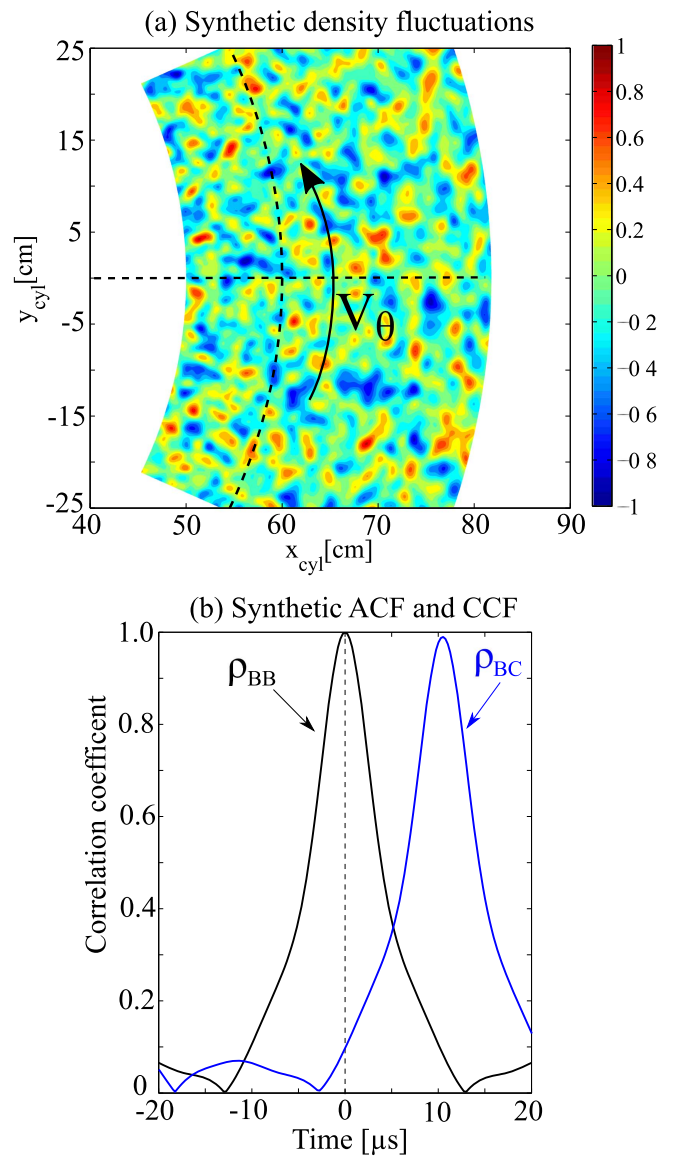 (a) Synthetic density fluctuations
25
15
5
-5
-15
-25
y_cyl[cm]
40 50 60 70 80 90
x_cyl[cm]
V_θ
1
0.8
0.6
0.4
0.2
0
−0.2
−0.4
−0 6
−0 8
−1
(b) Synthetic ACF and CCF
1.0
0.8
0.6
0.4
0.2
0
Correlation coefficent
ρ_BB
ρ_BC
-20 -10 0 10 20
Time [µs]